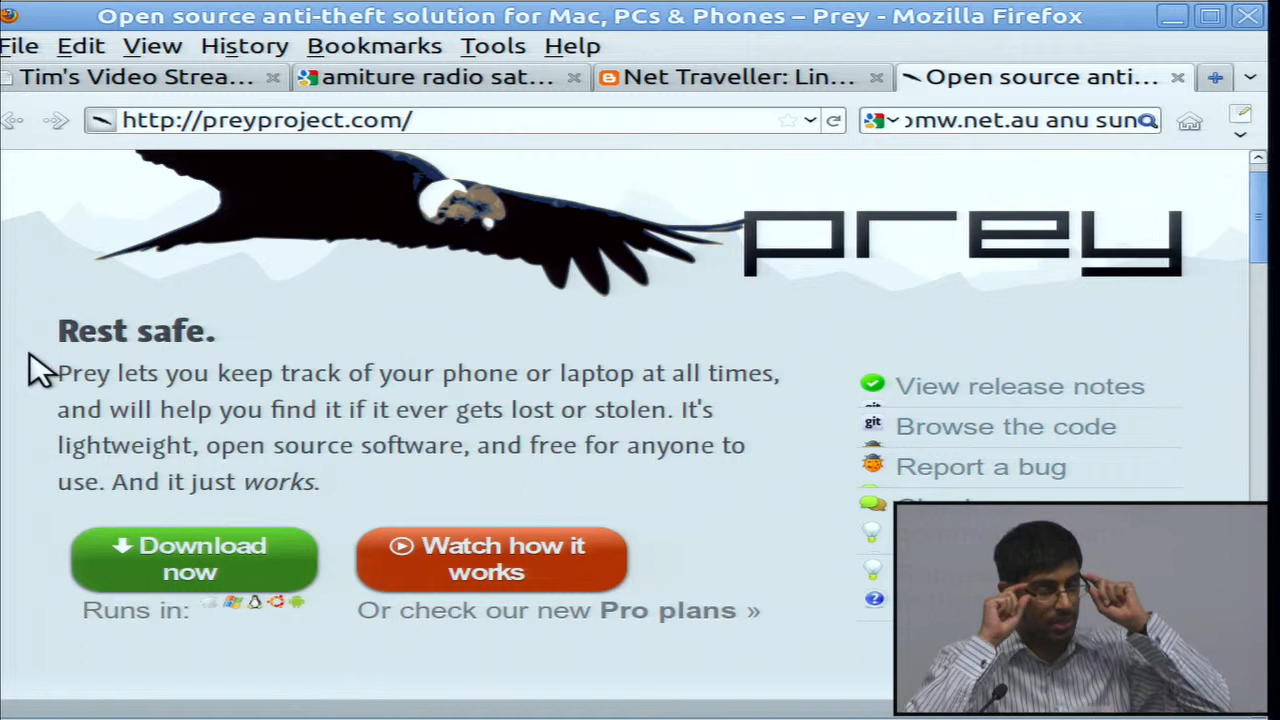 Open source anti-theft solution for Mac, PCs & Phones – Prey - Mozilla Firefox
File Edit View History Bookmarks Tools Help
Tim's Video Strea... amiture radio sat... Net Traveller: Lin... Open source anti...
http://preyproject.com/ omw.net.au anu sun
prey
Rest safe.
Prey lets you keep track of your phone or laptop at all times,
and will help you find it if it ever gets lost or stolen. It's
lightweight, open source software, and free for anyone to
use. And it just works.
View release notes
git Browse the code
Report a bug
Download now
Watch how it works
Runs in:
Or check our new Pro plans »